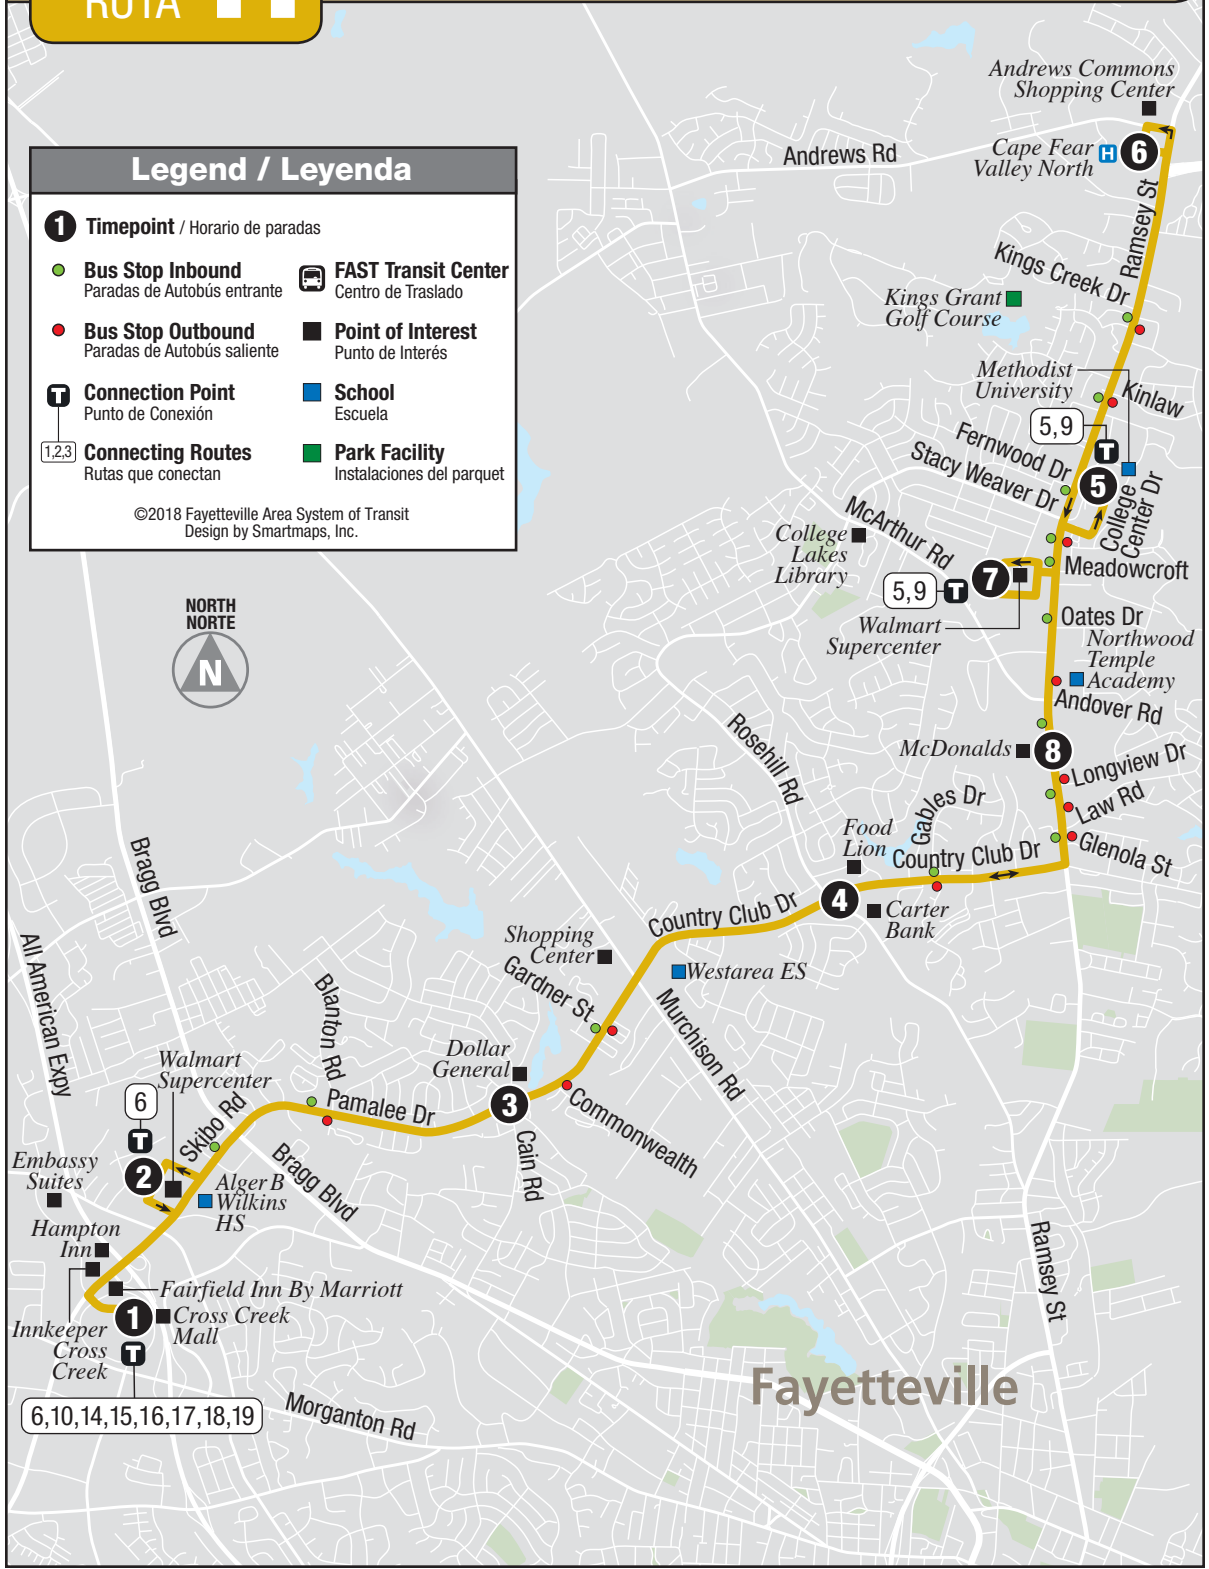 RUTA
Legend / Leyenda
1 Timepoint / Horario de paradas
Bus Stop Inbound
Paradas de Autobús entrante
Bus Stop Outbound
Paradas de Autobús saliente
T Connection Point
Punto de Conexión
1,2,3 Connecting Routes
Rutas que conectan
FAST Transit Center
Centro de Traslado
Point of Interest
Punto de Interés
School
Escuela
Park Facility
Instalaciones del parquet
©2018 Fayetteville Area System of Transit
Design by Smartmaps, Inc.
NORTH
NORTE
N
Andrews Commons
Shopping Center
Cape Fear
Valley North
H
6
Andrews Rd
Ramsey St
Kings Creek Dr
Kings Grant
Golf Course
Methodist
University
Kinlaw
5,9
T
Fernwood Dr
Stacy Weaver Dr
5
College
Center Dr
McArthur Rd
College
Lakes
Library
7
5,9
T
Meadowcroft
Walmart
Supercenter
Oates Dr
Northwood
Temple
Academy
Andover Rd
McDonalds
8
Longview Dr
Law Rd
Glenola St
Rosehill Rd
Gables Dr
Food
Lion
Country Club Dr
4
Carter
Bank
Country Club Dr
Shopping
Center
Westarea ES
Gardner St
Murchison Rd
Bragg Blvd
All American Expy
Blanton Rd
Dollar
General
3
Commonwealth
Cain Rd
Pamalee Dr
Walmart
Supercenter
Skibo Rd
6
T
2
Bragg Blvd
Embassy
Suites
Alger B
Wilkins
HS
Hampton
Inn
Fairfield Inn By Marriott
1
Cross Creek
Mall
Innkeeper
Cross
Creek
T
6,10,14,15,16,17,18,19
Morganton Rd
Ramsey St
Fayetteville